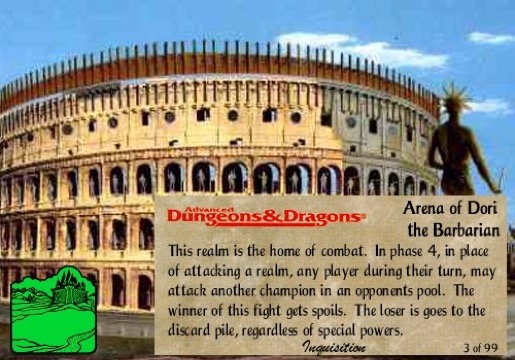 Advanced
Dungeons & Dragons®
Arena of Dori
the Barbarian
This realm is the home of combat. In phase 4, in place
of attacking a realm, any player during their turn, may
attack another champion in an opponents pool. The
winner of this fight gets spoils. The loser is goes to the
discard pile, regardless of special powers.
Inquisition
3 of 99